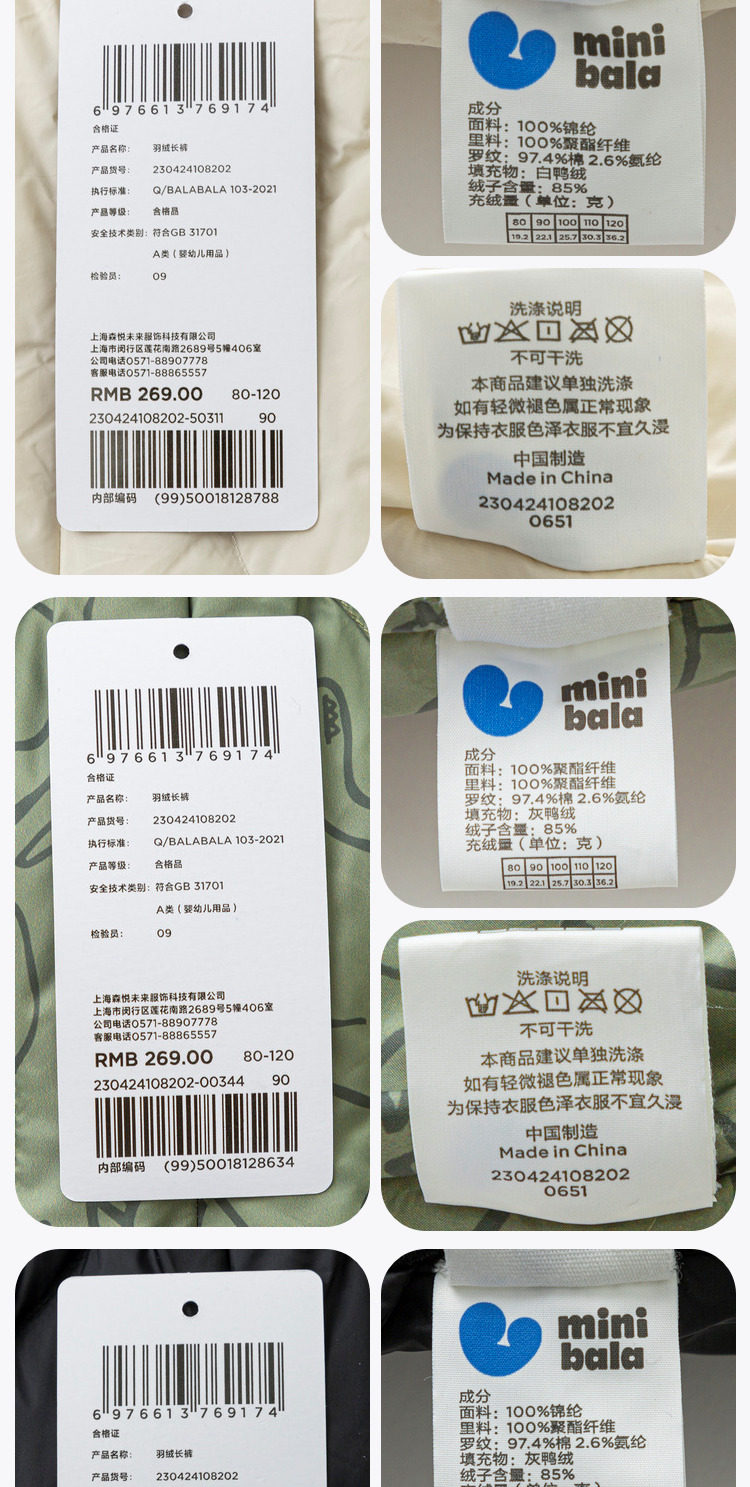 6 976613 769174
合格证
产品名称: 羽绒长裤
产品货号: 230424108202
执行标准: Q/BALABALA 103-2021
产品等级: 合格品
安全技术类别: 符合GB 31701
A类（婴幼儿用品）
检验员: 09
上海森悦未来服饰科技有限公司
上海市闵行区莲花南路2689号5幢406室
公司电话0571-88907778
客服电话0571-88865557
RMB 269.00 80-120
230424108202-50311 90
内部编码 (99)50018128788
mini
bala
成分
面料: 100%锦纶
里料: 100%聚酯纤维
罗纹: 97.4%棉 2.6%氨纶
填充物: 白鸭绒
绒子含量: 85%
充绒量（单位: 克）
80 90 100 110 120
19.2 22.1 25.7 30.3 36.2
洗涤说明
不可干洗
本商品建议单独洗涤
如有轻微褪色属正常现象
为保持衣服色泽衣服不宜久浸
中国制造
Made in China
230424108202
0651
6 976613 769174
合格证
产品名称: 羽绒长裤
产品货号: 230424108202
执行标准: Q/BALABALA 103-2021
产品等级: 合格品
安全技术类别: 符合GB 31701
A类（婴幼儿用品）
检验员: 09
上海森悦未来服饰科技有限公司
上海市闵行区莲花南路2689号5幢406室
公司电话0571-88907778
客服电话0571-88865557
RMB 269.00 80-120
230424108202-00344 90
内部编码 (99)50018128634
mini
bala
成分
面料: 100%聚酯纤维
里料: 100%聚酯纤维
罗纹: 97.4%棉 2.6%氨纶
填充物: 灰鸭绒
绒子含量: 85%
充绒量（单位: 克）
80 90 100 110 120
19.2 22.1 25.7 30.3 36.2
洗涤说明
不可干洗
本商品建议单独洗涤
如有轻微褪色属正常现象
为保持衣服色泽衣服不宜久浸
中国制造
Made in China
230424108202
0651
6 976613 769174
合格证
产品名称: 羽绒长裤
产品货号: 230424108202
mini
bala
成分
面料: 100%锦纶
里料: 100%聚酯纤维
罗纹: 97.4%棉 2.6%氨纶
填充物: 灰鸭绒
绒子含量: 85%